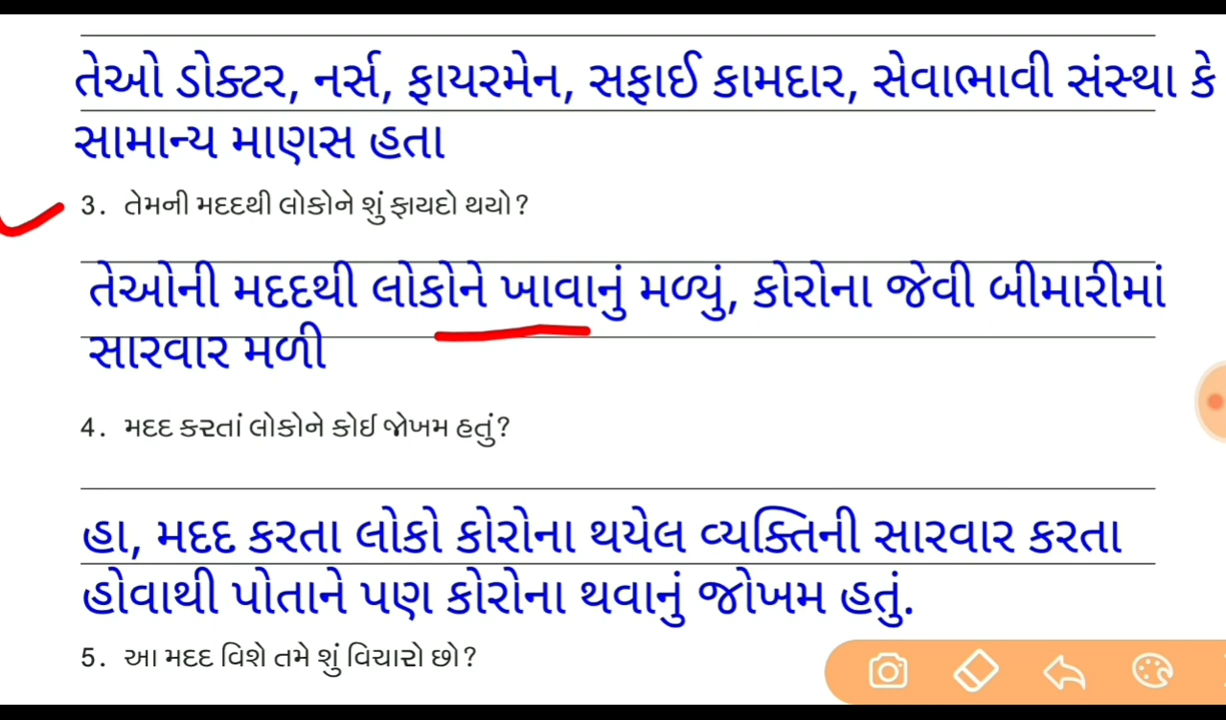 તેઓ ડોક્ટર, નર્સ, ફાયરમેન, સફાઈ કામદાર, સેવાભાવી સંસ્થા કે
સામાન્ય માણસ હતા
3. તેમની મદદથી લોકોને શું ફાયદો થયો?
તેઓની મદદથી લોકોને ખાવાનું મળ્યું, કોરોના જેવી બીમારીમાં
સારવાર મળી
4. મદદ કરતાં લોકોને કોઈ જોખમ હતું?
હા, મદદ કરતા લોકો કોરોના થયેલ વ્યક્તિની સારવાર કરતા
હોવાથી પોતાને પણ કોરોના થવાનું જોખમ હતું.
5. આ મદદ વિશે તમે શું વિચારો છો?